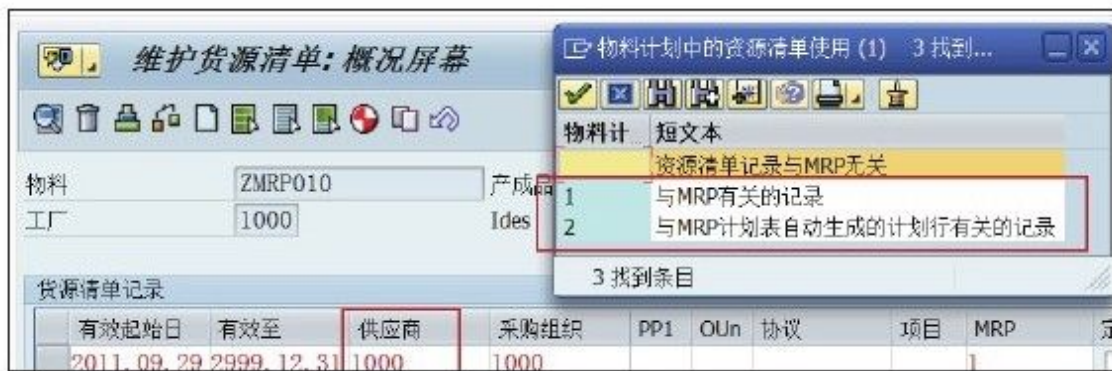 维护货源清单: 概况屏幕
物料计划中的资源清单使用 (1) 3 找到...
物料计... 短文本
资源清单记录与MRP无关
1 与MRP有关的记录
2 与MRP计划表自动生成的计划行有关的记录
3 找到条目
物料 ZMRP010 产成品
工厂 1000 Ides
货源清单记录
有效起始日 有效至 供应商 采购组织 PP1 OUn 协议 项目 MRP
2011.09.29 2999.12.31 1000 1000 1